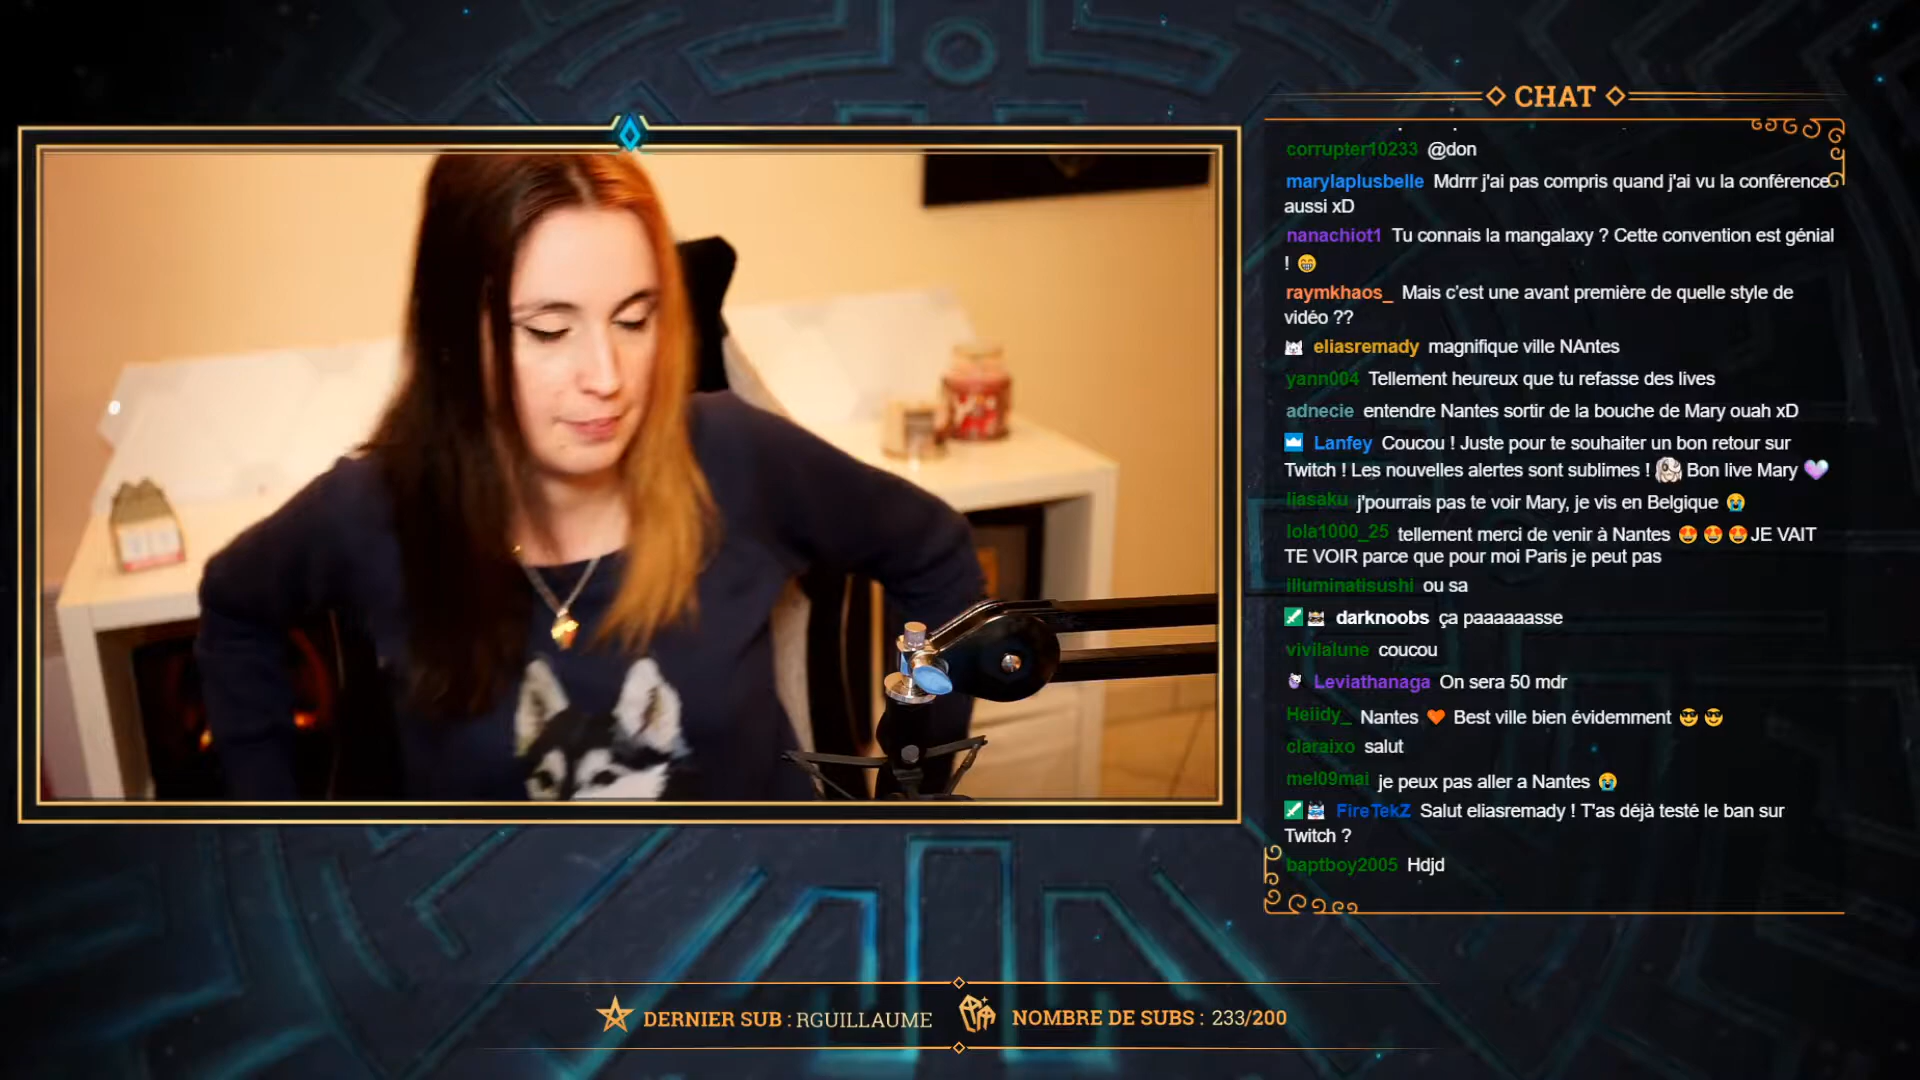 CHAT
corrupter10233 @don
marylaplusbelle Mdrrr j'ai pas compris quand j'ai vu la conférence
aussi xD
nanachiot1 Tu connais la mangalaxy ? Cette convention est génial
! 😁
raymkhaos_ Mais c'est une avant première de quelle style de
vidéo ??
eliasremady magnifique ville NAntes
yann004 Tellement heureux que tu refasse des lives
adnecie entendre Nantes sortir de la bouche de Mary ouah xD
Lanfey Coucou ! Juste pour te souhaiter un bon retour sur
Twitch ! Les nouvelles alertes sont sublimes ! Bon live Mary 💜
liasaku j'pourrais pas te voir Mary, je vis en Belgique 😭
lola1000_25 tellement merci de venir à Nantes 🤩 🤩 🤩JE VAIT
TE VOIR parce que pour moi Paris je peut pas
illuminatisushi ou sa
darknoobs ça paaaaaasse
vivilalune coucou
Leviathanaga On sera 50 mdr
Heiidy_ Nantes 🧡 Best ville bien évidemment 😎 😎
claraixo salut
mel09mai je peux pas aller a Nantes 😭
FireTekZ Salut eliasremady ! T'as déjà testé le ban sur
Twitch ?
baptboy2005 Hdjd
DERNIER SUB : RGUILLAUME
NOMBRE DE SUBS : 233/200